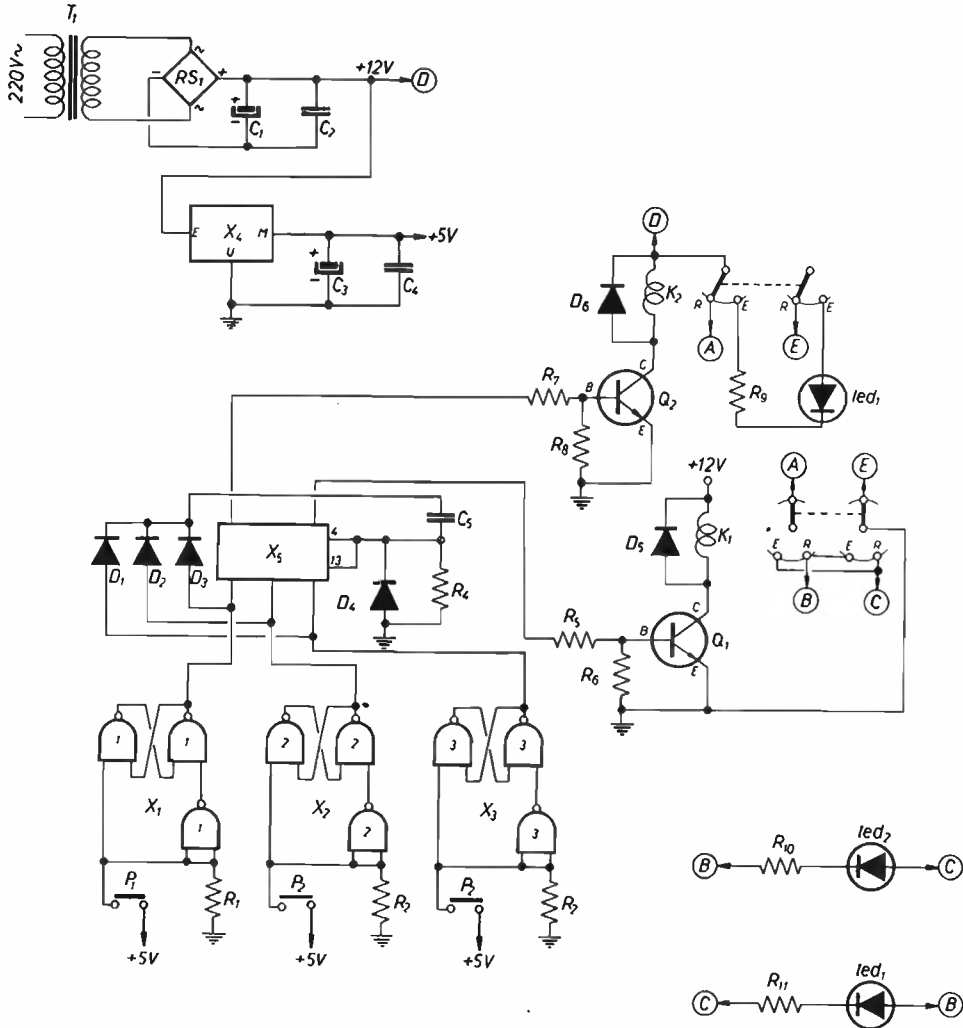 T1
220V~
~
- RS1 +
~
+12V D
+
-
C1 C2
E X4 M
U
+5V
+
-
C3 C4
D
D6 K2
R E R E
A E
R7 B C
Q2
E
R8
R9 led1
+12V
A E
D5 K1
E R E R
B C
C5
4
X5
13
D1 D2 D3
D4 R4
R5 B C
Q1
E
R6
1 1 2 2 3 3
X1 X2 X3
1 2 3
P1 R1 P2 R2 P2 R2
+5V +5V +5V
B R10 led2 C
C R11 led1 B